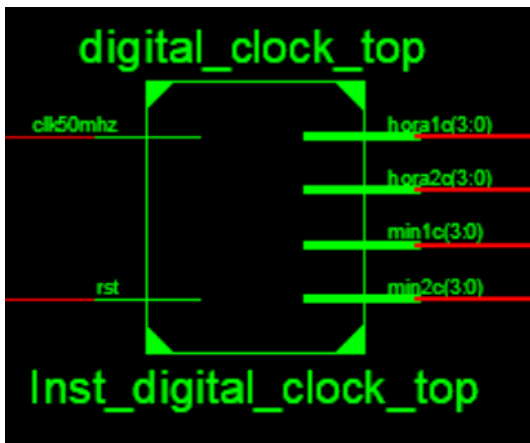 digital_clock_top
clk50mhz
hora1c(3:0)
hora2c(3:0)
min1c(3:0)
rst
min2c(3:0)
Inst_digital_clock_top